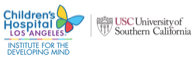 Children's
Hospital
LOS ANGELES
INSTITUTE FOR THE
DEVELOPING MIND
USC University of
Southern California